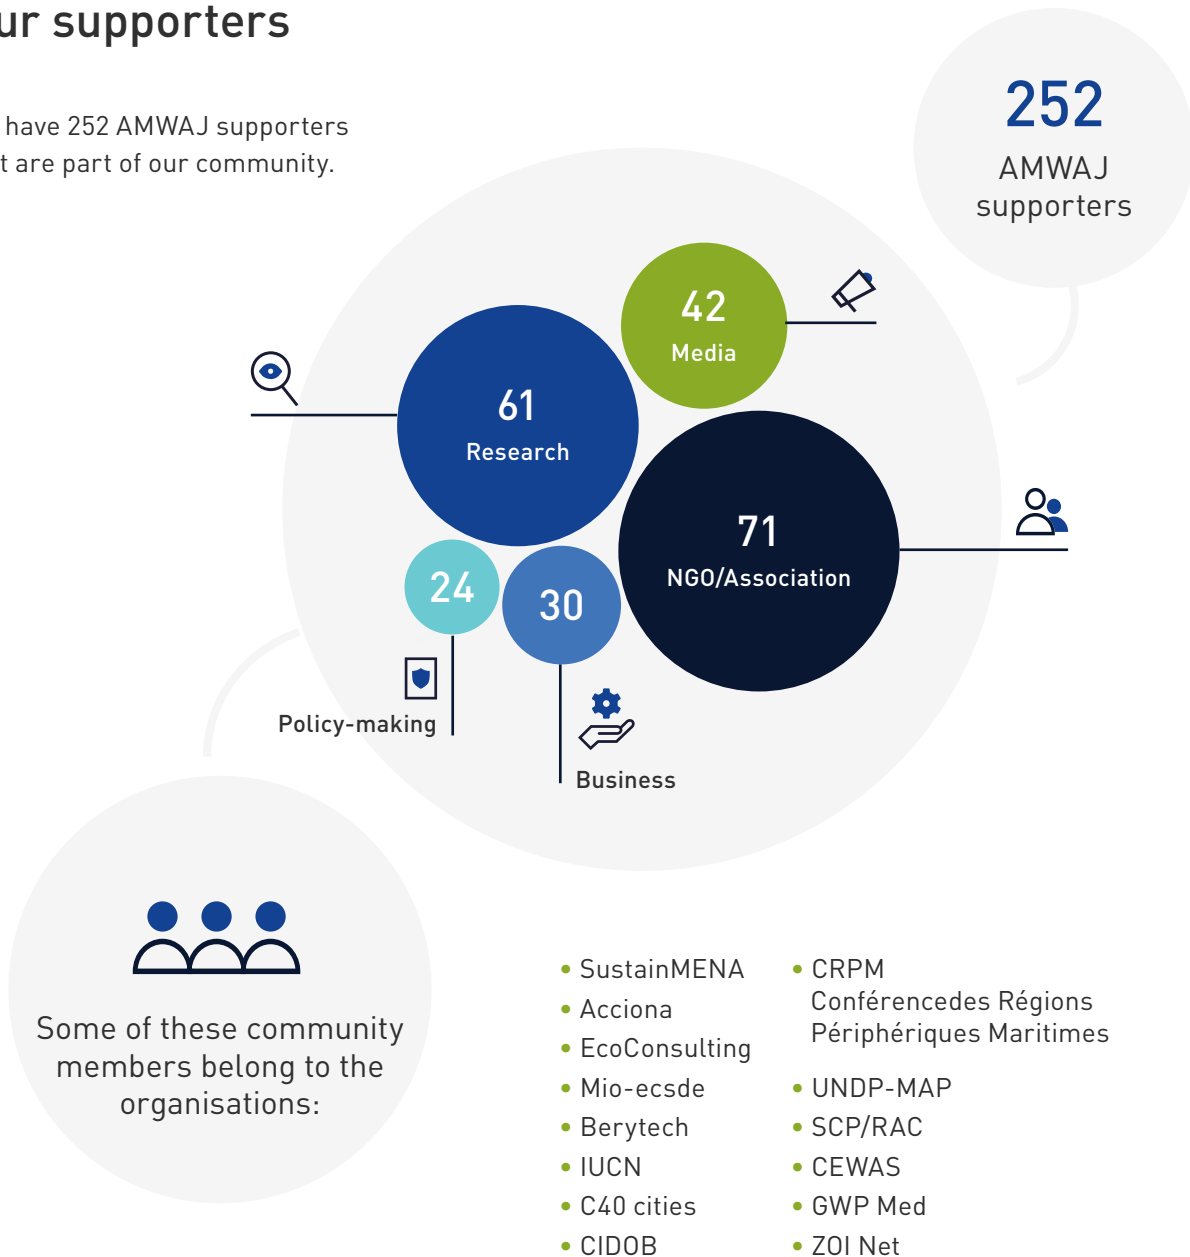 ur supporters
have 252 AMWAJ supporters
t are part of our community.
252
AMWAJ
supporters
42
Media
61
Research
71
NGO/Association
24
30
Policy-making
Business
Some of these community
members belong to the
organisations:
• SustainMENA
• Acciona
• EcoConsulting
• Mio-ecsde
• Berytech
• IUCN
• C40 cities
• CIDOB
• CRPM
Conférencedes Régions
Périphériques Maritimes
• UNDP-MAP
• SCP/RAC
• CEWAS
• GWP Med
• ZOI Net